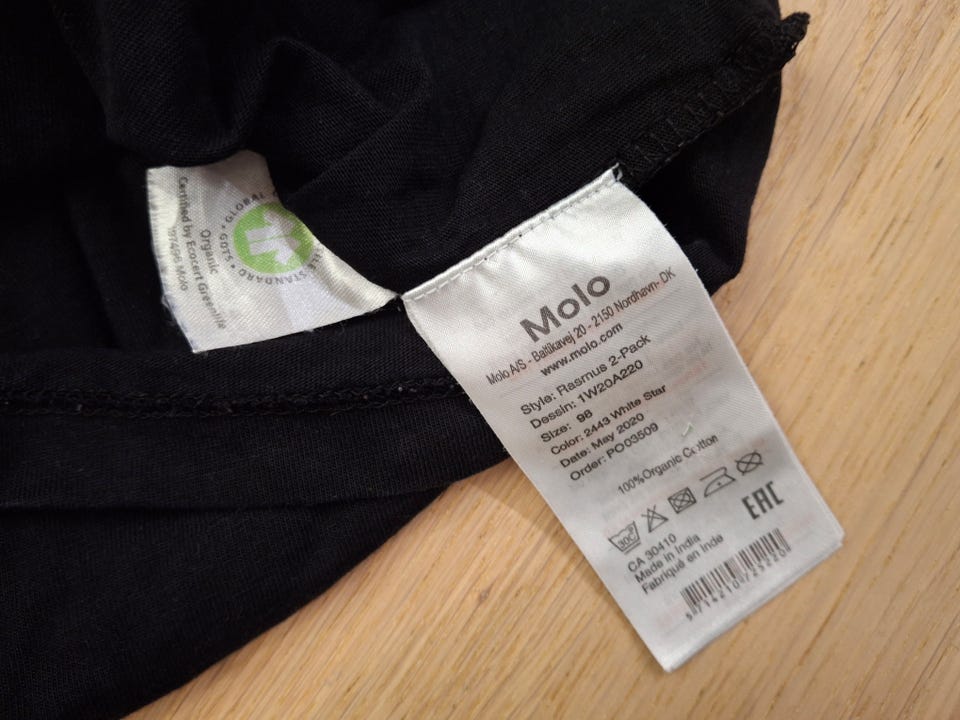 GLOBAL
STANDARD
GOTS
Organic
Certified by Ecocert Greenlife
197496 Molo
Molo
Molo A/S - Baltikavej 20 - 2150 Nordhavn- DK
www.molo.com
Style: Rasmus 2-Pack
Dessin: 1W20A220
Size: 98
Color: 2443 White Star
Date: May 2020
Order: PO03509
100%Organic Cotton
30C
EAC
CA 30410
Made in India
Fabriqué en Inde